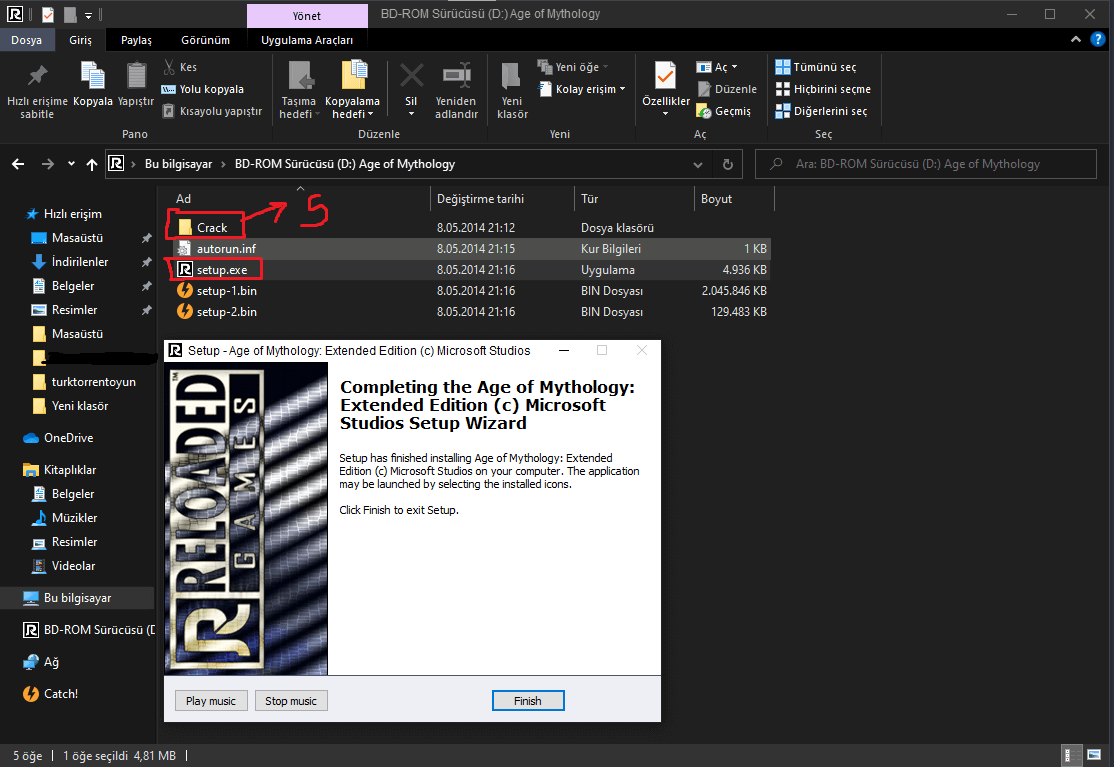 Yönet
BD-ROM Sürücüsü (D:) Age of Mythology
Dosya
Giriş
Paylaş
Görünüm
Uygulama Araçları
Hızlı erişime sabitle
Kopyala
Yapıştır
Kes
Yolu kopyala
Kısayolu yapıştır
Pano
Taşıma hedefi
Kopyalama hedefi
Sil
Yeniden adlandır
Düzenle
Yeni klasör
Yeni öğe
Kolay erişim
Yeni
Özellikler
Aç
Düzenle
Geçmiş
Aç
Tümünü seç
Hiçbirini seçme
Diğerlerini seç
Seç
Bu bilgisayar > BD-ROM Sürücüsü (D:) Age of Mythology
Ara: BD-ROM Sürücüsü (D:) Age of Mythology
Ad Değiştirme tarihi Tür Boyut
5
Crack 8.05.2014 21:12 Dosya klasörü
autorun.inf 8.05.2014 21:15 Kur Bilgileri 1 KB
setup.exe 8.05.2014 21:16 Uygulama 4.936 KB
setup-1.bin 8.05.2014 21:16 BIN Dosyası 2.045.846 KB
setup-2.bin 8.05.2014 21:16 BIN Dosyası 129.483 KB
Hızlı erişim
Masaüstü
İndirilenler
Belgeler
Resimler
Masaüstü
turktorrentoyun
Yeni klasör
OneDrive
Kitaplıklar
Belgeler
Müzikler
Resimler
Videolar
Bu bilgisayar
BD-ROM Sürücüsü (D
Ağ
Catch!
Setup - Age of Mythology: Extended Edition (c) Microsoft Studios
RELOADED
GAMES
Completing the Age of Mythology:
Extended Edition (c) Microsoft
Studios Setup Wizard
Setup has finished installing Age of Mythology: Extended
Edition (c) Microsoft Studios on your computer. The application
may be launched by selecting the installed icons.
Click Finish to exit Setup.
Play music
Stop music
Finish
5 öğe
1 öğe seçildi 4,81 MB